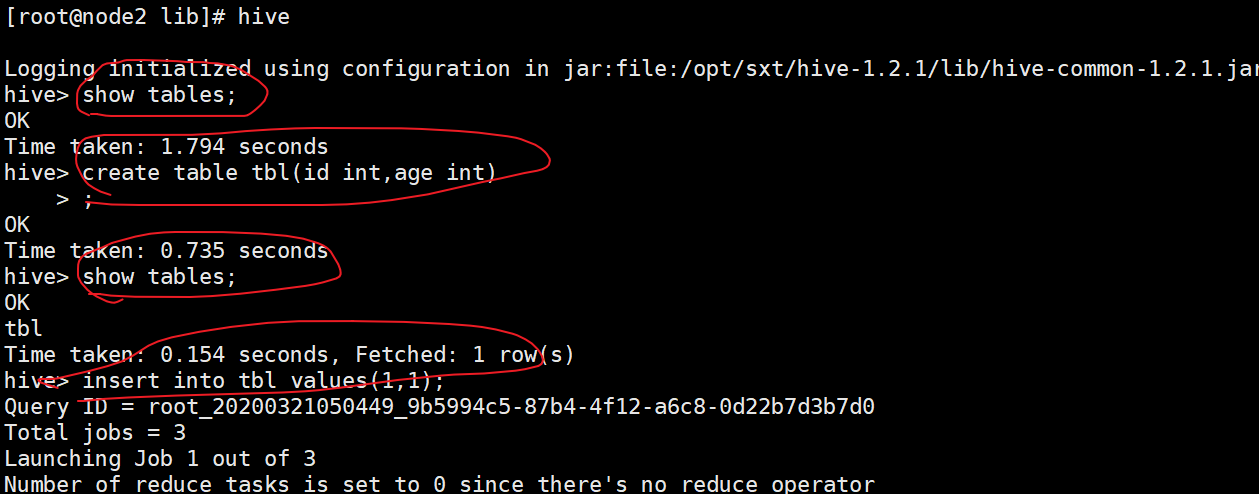 [root@node2 lib]# hive
Logging initialized using configuration in jar:file:/opt/sxt/hive-1.2.1/lib/hive-common-1.2.1.jar
hive> show tables;
OK
Time taken: 1.794 seconds
hive> create table tbl(id int,age int)
    > ;
OK
Time taken: 0.735 seconds
hive> show tables;
OK
tbl
Time taken: 0.154 seconds, Fetched: 1 row(s)
hive> insert into tbl values(1,1);
Query ID = root_20200321050449_9b5994c5-87b4-4f12-a6c8-0d22b7d3b7d0
Total jobs = 3
Launching Job 1 out of 3
Number of reduce tasks is set to 0 since there's no reduce operator